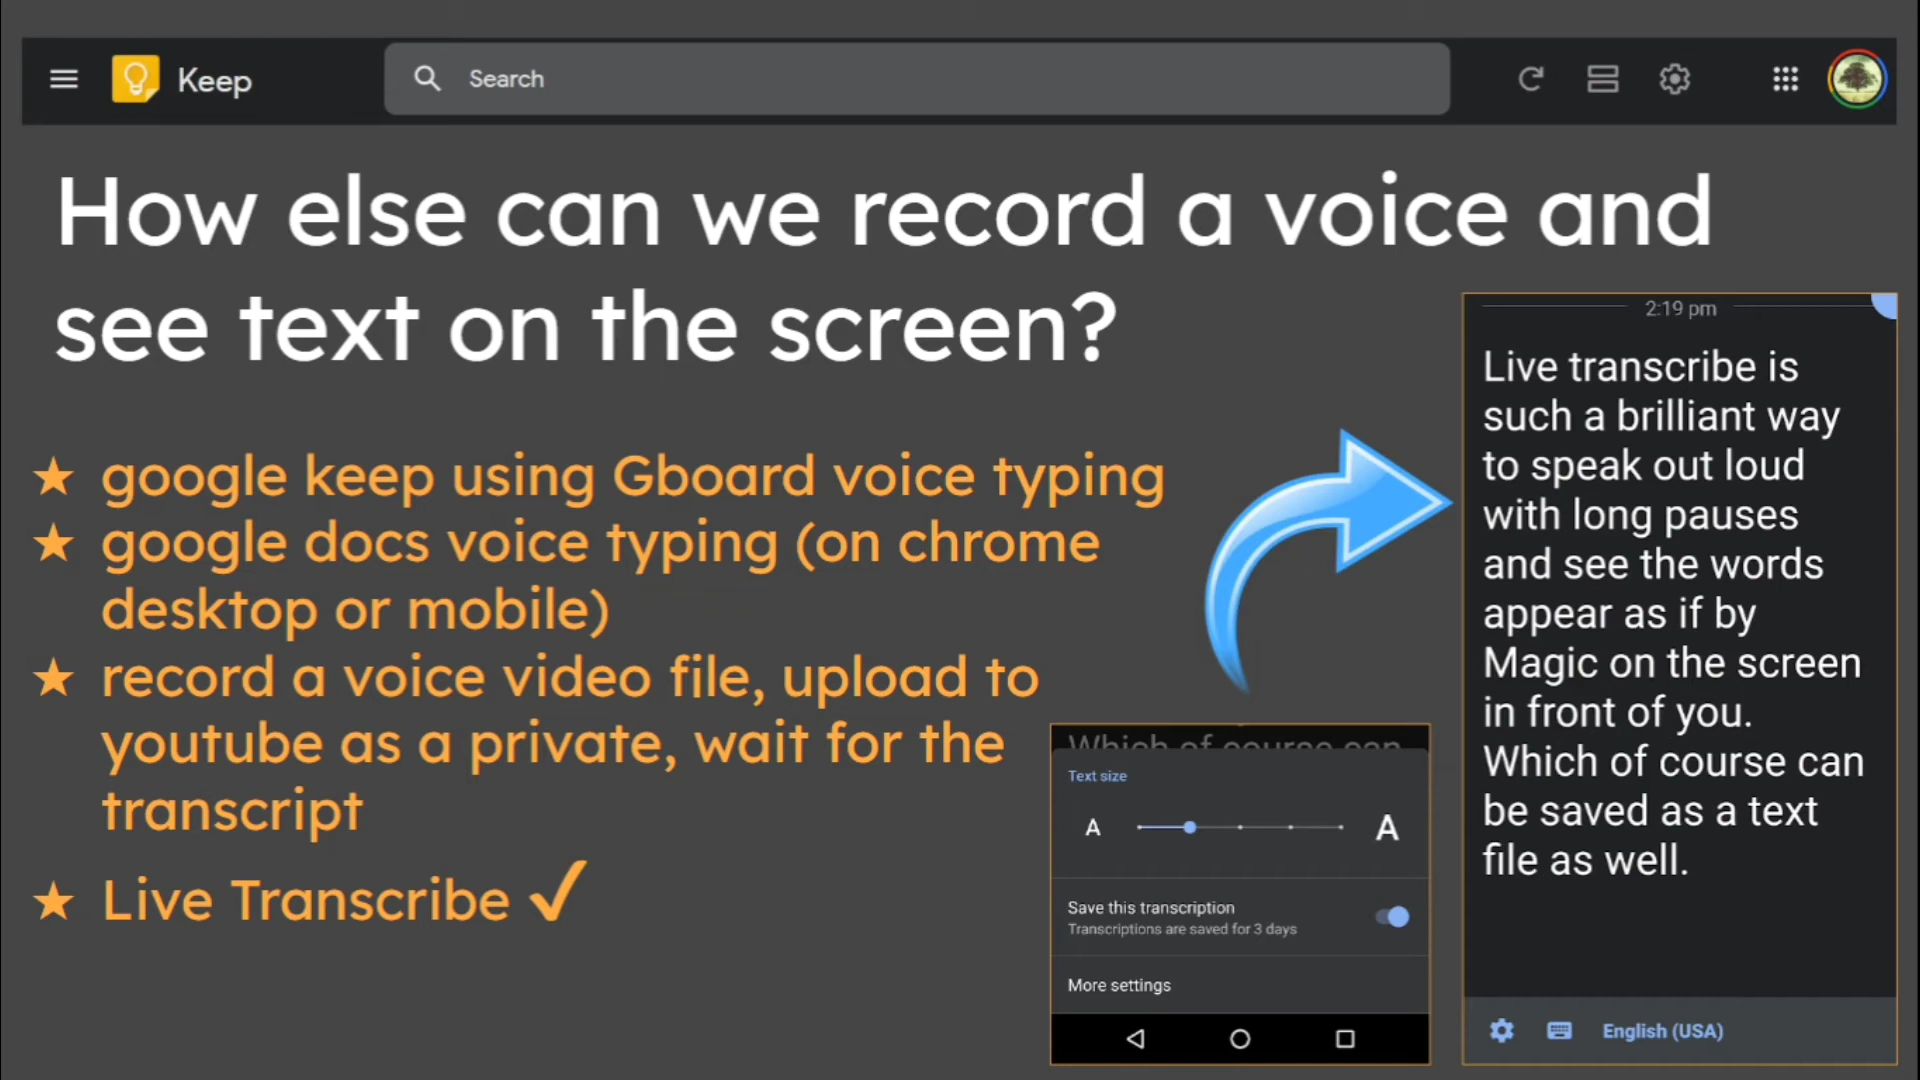 Keep
Search
How else can we record a voice and
see text on the screen?
★ google keep using Gboard voice typing
★ google docs voice typing (on chrome
desktop or mobile)
★ record a voice video file, upload to
youtube as a private, wait for the
transcript
★ Live Transcribe ✓
Which of course can
Text size
A A
Save this transcription
Transcriptions are saved for 3 days
More settings
2:19 pm
Live transcribe is
such a brilliant way
to speak out loud
with long pauses
and see the words
appear as if by
Magic on the screen
in front of you.
Which of course can
be saved as a text
file as well.
English (USA)